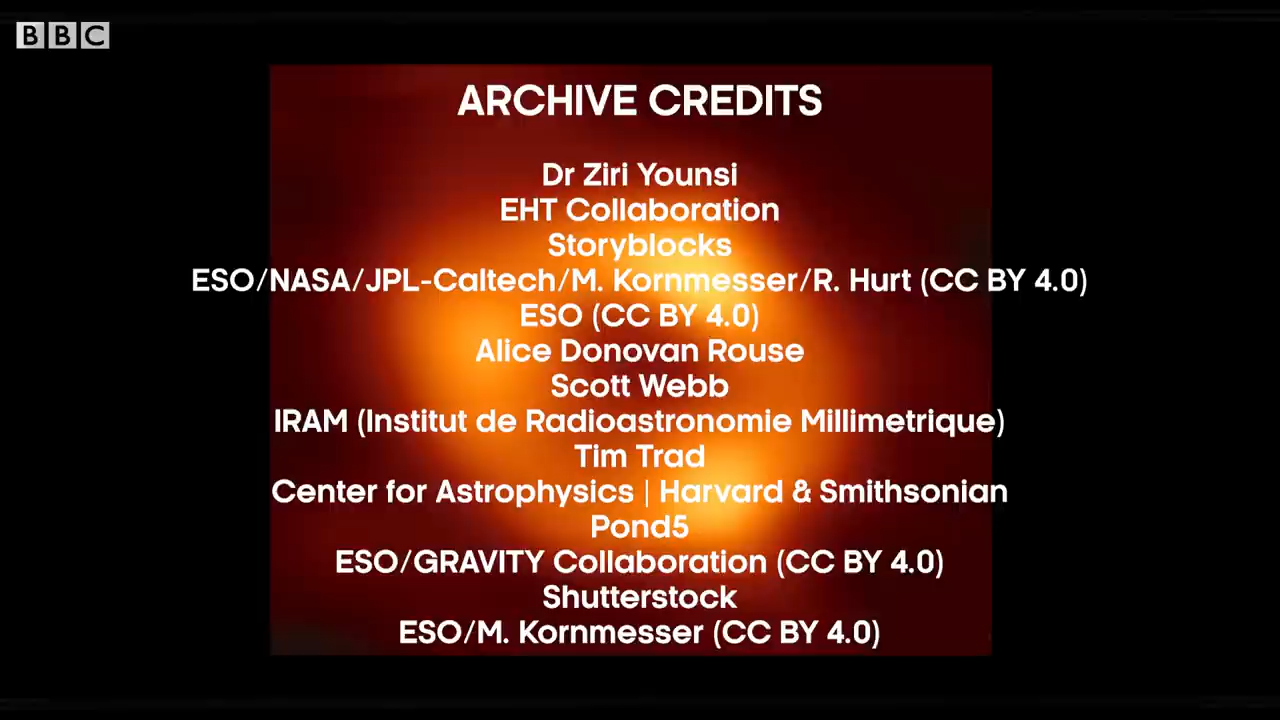 BBC
ARCHIVE CREDITS
Dr Ziri Younsi
EHT Collaboration
Storyblocks
ESO/NASA/JPL-Caltech/M. Kornmesser/R. Hurt (CC BY 4.0)
ESO (CC BY 4.0)
Alice Donovan Rouse
Scott Webb
IRAM (Institut de Radioastronomie Millimetrique)
Tim Trad
Center for Astrophysics | Harvard & Smithsonian
Pond5
ESO/GRAVITY Collaboration (CC BY 4.0)
Shutterstock
ESO/M. Kornmesser (CC BY 4.0)